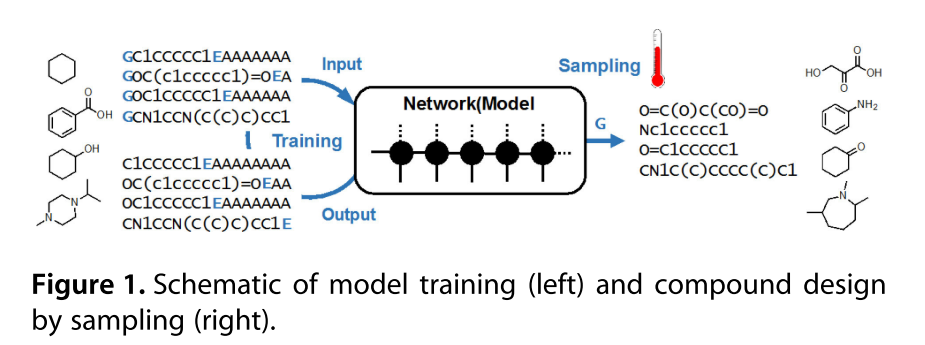 GC1CCCCC1EAAAAAAA
GOC(c1ccccc1)=OEA
GOC1CCCCC1EAAAAAA
GCN1CCN(C(C)C)CC1
O
OH
OH
N
N
Training
C1CCCCC1EAAAAAAAA
OC(c1ccccc1)=OEAA
OC1CCCCC1EAAAAAAA
CN1CCN(C(C)C)CC1E
Input
Output
Network(Model
Sampling
G
O=C(O)C(CO)=O
Nc1ccccc1
O=C1CCCCC1
CN1C(C)CCCC(C)C1
O
HO
OH
O
NH2
O
N
Figure 1. Schematic of model training (left) and compound design
by sampling (right).